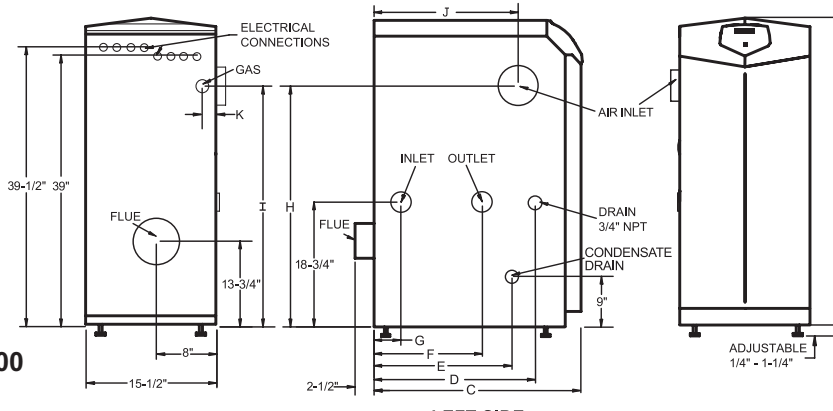 J
ELECTRICAL
CONNECTIONS
GAS
K
AIR INLET
39-1/2"
39"
I
H
INLET
OUTLET
FLUE
FLUE
DRAIN
3/4" NPT
18-3/4"
13-3/4"
CONDENSATE
DRAIN
9"
G
F
E
D
C
8"
15-1/2"
2-1/2"
ADJUSTABLE
1/4" - 1-1/4"
00